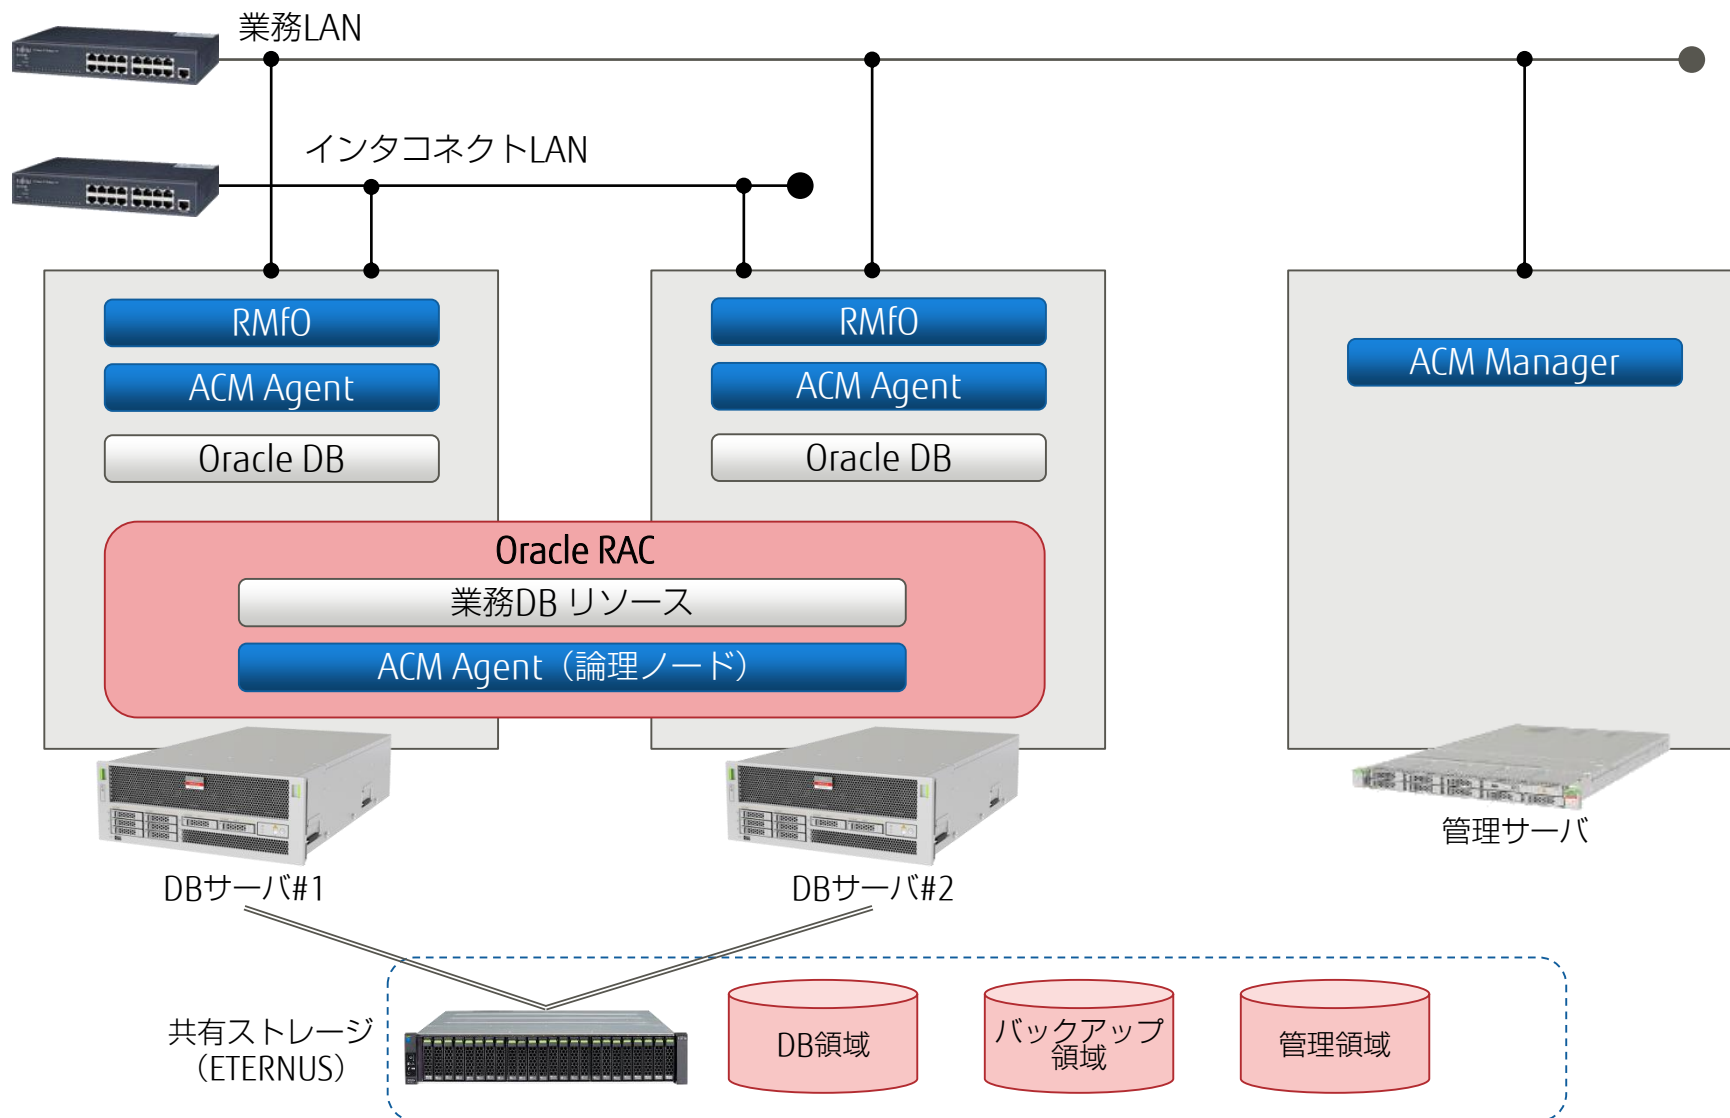 業務LAN
インタコネクトLAN
RMfO
ACM Agent
Oracle DB
RMfO
ACM Agent
Oracle DB
ACM Manager
Oracle RAC
業務DB リソース
ACM Agent（論理ノード）
DBサーバ#1
DBサーバ#2
管理サーバ
共有ストレージ
（ETERNUS）
DB領域
バックアップ
領域
管理領域